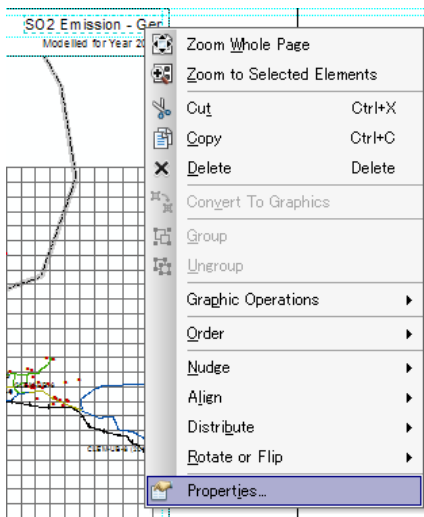 SO2 Emission - Ger
Modelled for Year 20
Zoom Whole Page
Zoom to Selected Elements
Cut Ctrl+X
Copy Ctrl+C
Delete Delete
Convert To Graphics
Group
Ungroup
Graphic Operations
Order
Nudge
Align
Distribute
Rotate or Flip
Properties...